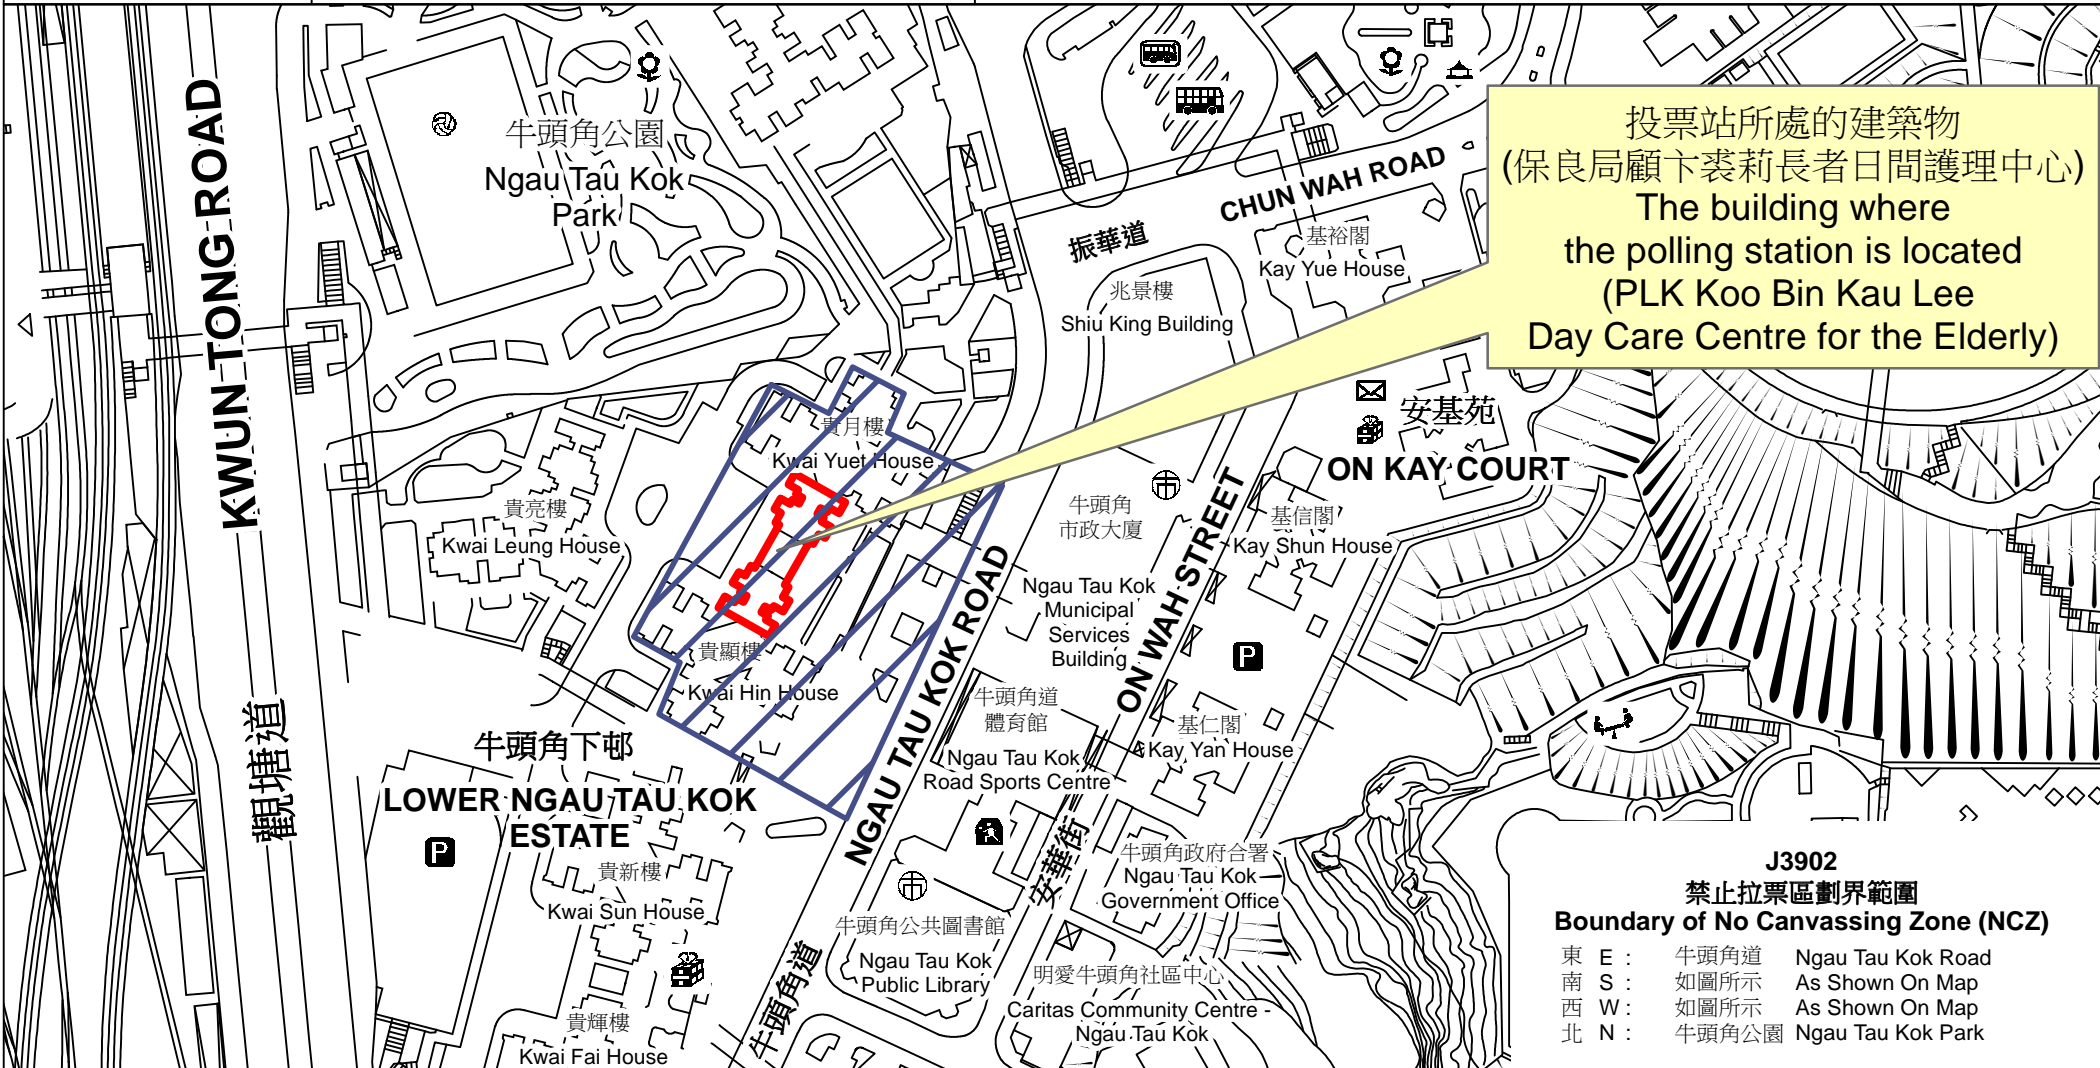 KWUN TONG ROAD
觀塘道
牛頭角公園
Ngau Tau Kok
Park
振華道
CHUN WAH ROAD
基裕閣
Kay Yue House
兆景樓
Shiu King Building
投票站所處的建築物
(保良局顧卞裘莉長者日間護理中心)
The building where
the polling station is located
(PLK Koo Bin Kau Lee
Day Care Centre for the Elderly)
安基苑
ON KAY COURT
貴月樓
Kwai Yuet House
貴亮樓
Kwai Leung House
牛頭角
市政大廈
Ngau Tau Kok
Municipal
Services
Building
基信閣
Kay Shun House
ON WAH STREET
安華街
NGAU TAU KOK ROAD
牛頭角道
貴顯樓
Kwai Hin House
牛頭角道
體育館
Ngau Tau Kok
Road Sports Centre
基仁閣
Kay Yan House
P
牛頭角下邨
LOWER NGAU TAU KOK
ESTATE
P
貴新樓
Kwai Sun House
牛頭角政府合署
Ngau Tau Kok
Government Office
牛頭角公共圖書館
Ngau Tau Kok
Public Library
明愛牛頭角社區中心
Caritas Community Centre -
Ngau Tau Kok
貴輝樓
Kwai Fai House
J3902
禁止拉票區劃界範圍
Boundary of No Canvassing Zone (NCZ)
東 E : 牛頭角道 Ngau Tau Kok Road
南 S : 如圖所示 As Shown On Map
西 W : 如圖所示 As Shown On Map
北 N : 牛頭角公園 Ngau Tau Kok Park